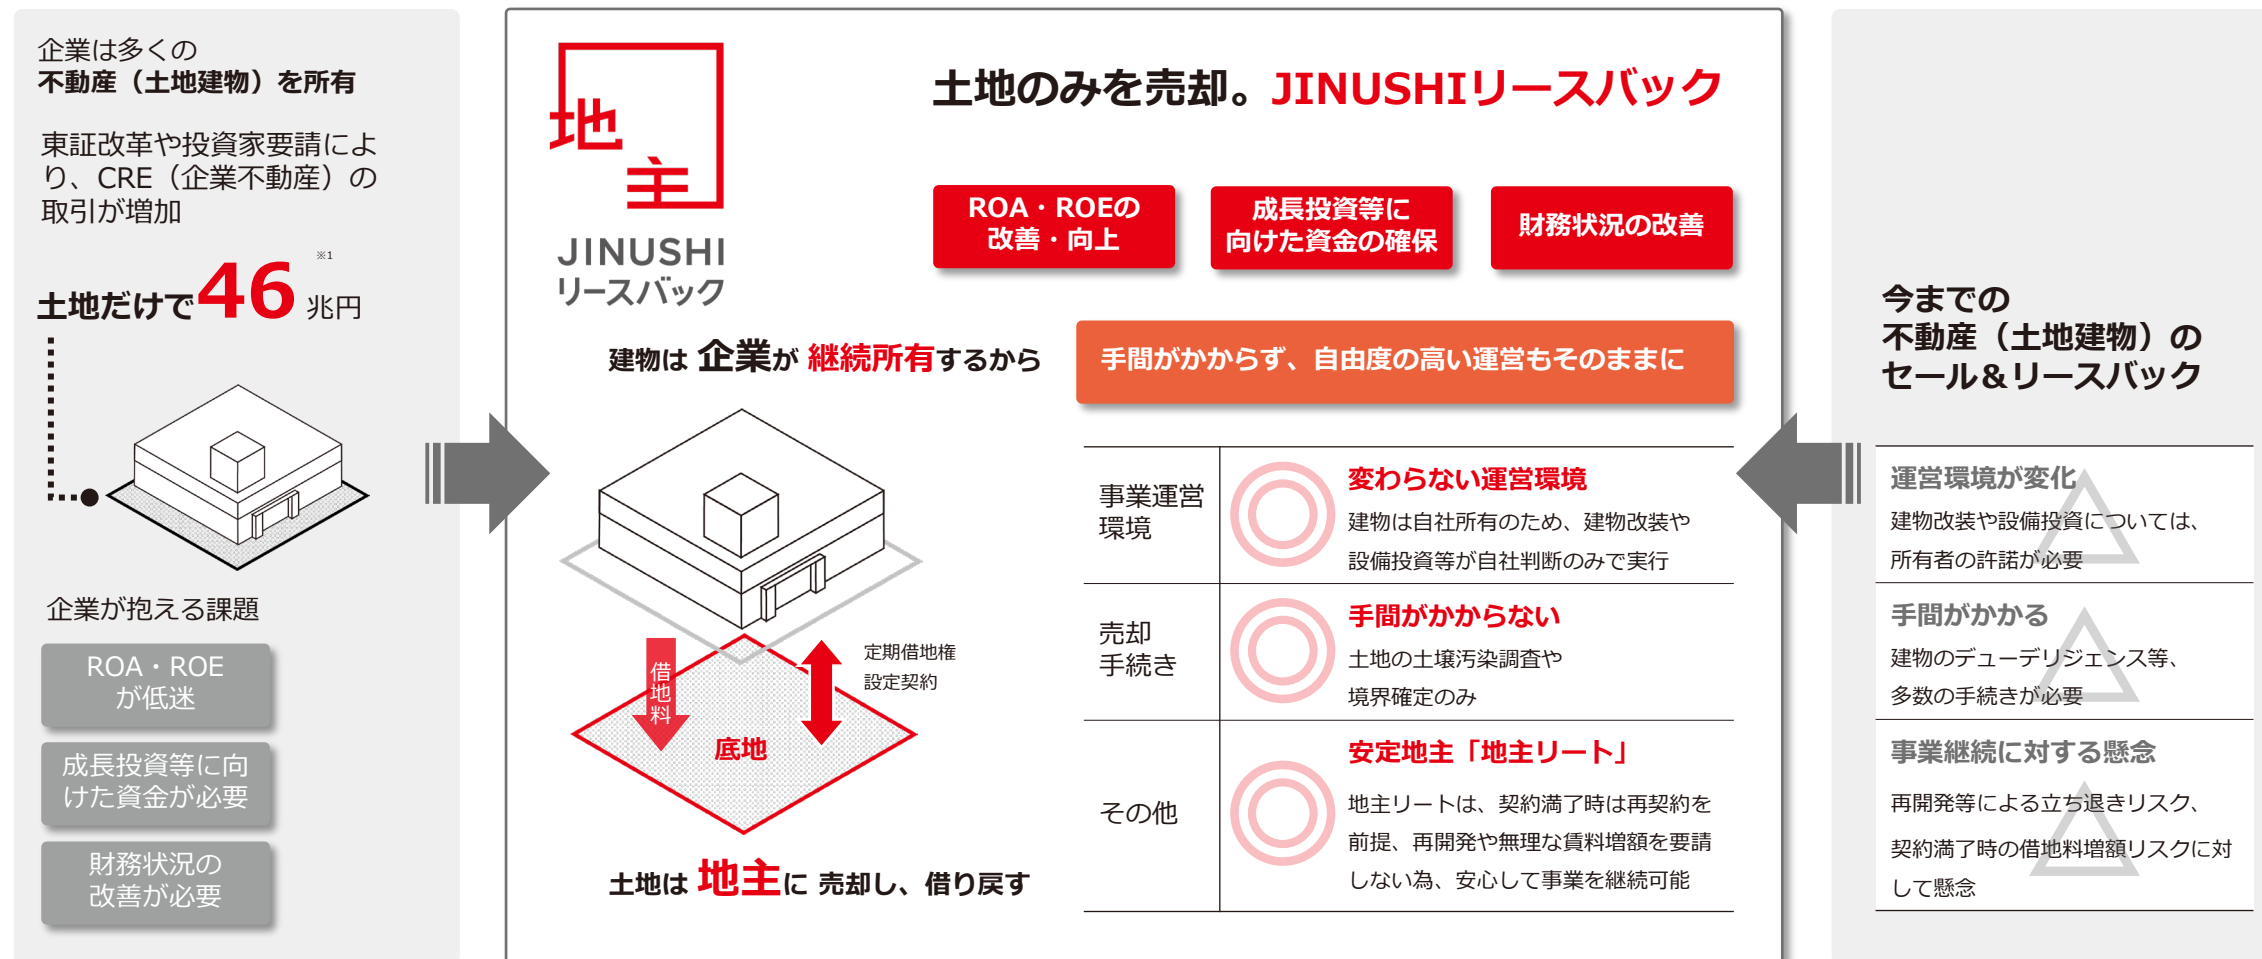 企業は多くの
不動産（土地建物）を所有
東証改革や投資家要請によ
り、CRE（企業不動産）の
取引が増加
土地だけで46兆円
※1
企業が抱える課題
ROA・ROE
が低迷
成長投資等に向
けた資金が必要
財務状況の
改善が必要
地
主
JINUSHI
リースバック
土地のみを売却。JINUSHIリースバック
ROA・ROEの
改善・向上
成長投資等に
向けた資金の確保
財務状況の改善
建物は 企業が 継続所有するから
手間がかからず、自由度の高い運営もそのままに
借地料
定期借地権
設定契約
底地
土地は 地主に 売却し、借り戻す
事業運営
環境
変わらない運営環境
建物は自社所有のため、建物改装や
設備投資等が自社判断のみで実行
売却
手続き
手間がかからない
土地の土壌汚染調査や
境界確定のみ
その他
安定地主「地主リート」
地主リートは、契約満了時は再契約を
前提、再開発や無理な賃料増額を要請
しない為、安心して事業を継続可能
今までの
不動産（土地建物）の
セール＆リースバック
運営環境が変化
建物改装や設備投資については、
所有者の許諾が必要
手間がかかる
建物のデューデリジェンス等、
多数の手続きが必要
事業継続に対する懸念
再開発等による立ち退きリスク、
契約満了時の借地料増額リスクに対
して懸念